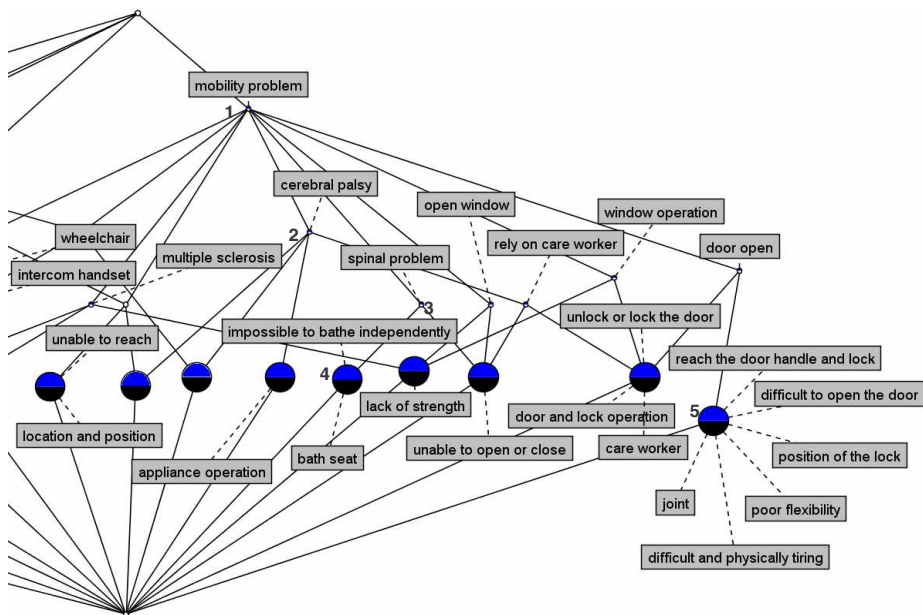 mobility problem
1
cerebral palsy
open window
window operation
wheelchair
2
rely on care worker
multiple sclerosis
spinal problem
door open
intercom handset
3
unlock or lock the door
unable to reach
impossible to bathe independently
reach the door handle and lock
4
difficult to open the door
lack of strength
door and lock operation
5
location and position
unable to open or close
care worker
position of the lock
appliance operation
bath seat
joint
poor flexibility
difficult and physically tiring